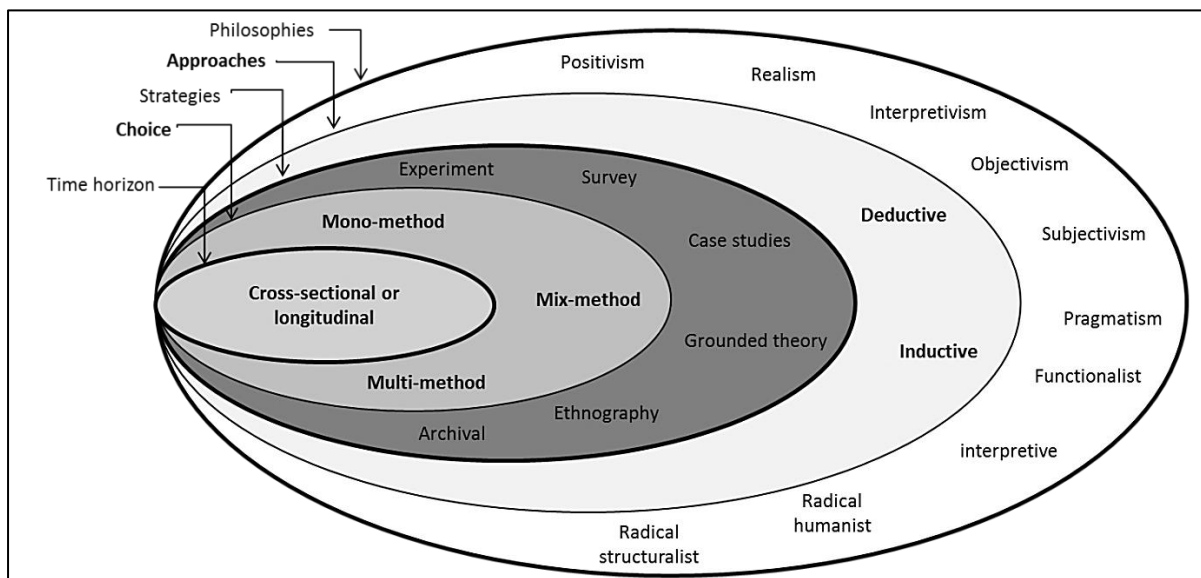 Philosophies
Approaches
Strategies
Choice
Time horizon
Positivism
Realism
Interpretivism
Objectivism
Subjectivism
Pragmatism
Functionalist
interpretive
Radical
humanist
Radical
structuralist
Deductive
Inductive
Experiment
Survey
Case studies
Grounded theory
Ethnography
Archival
Mono-method
Mix-method
Multi-method
Cross-sectional or
longitudinal